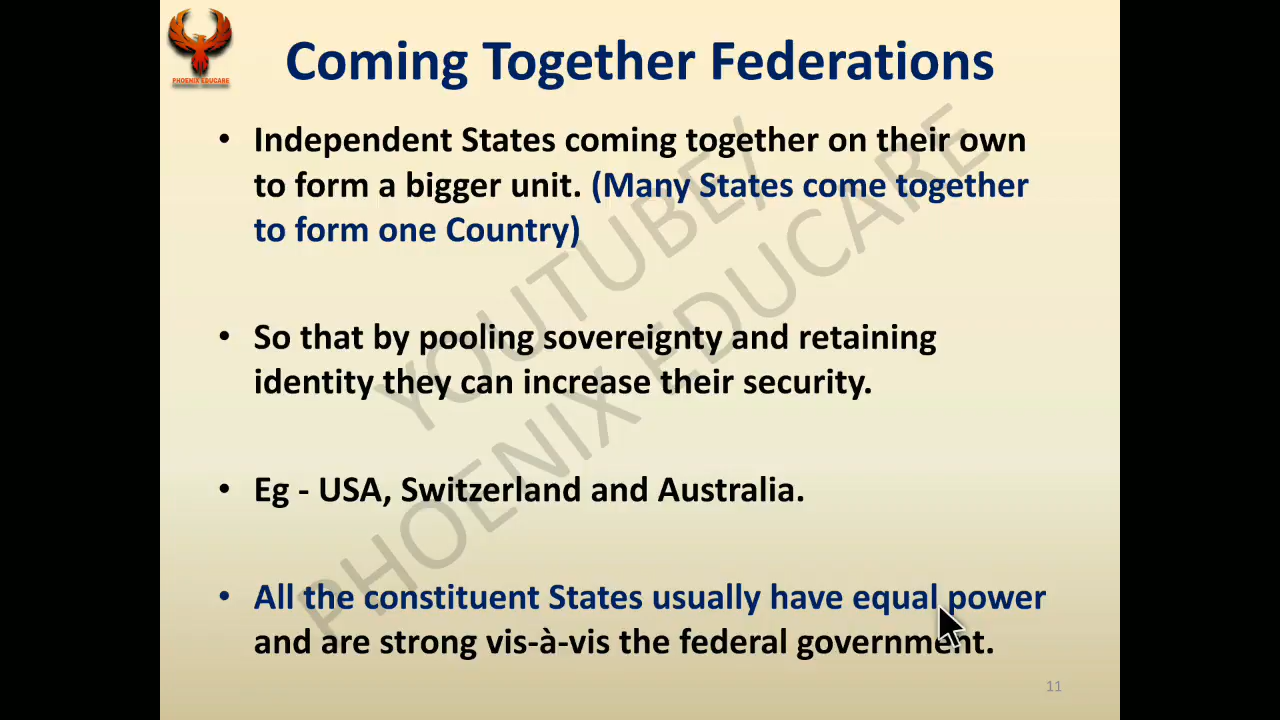 PHOENIX EDUCARE
Coming Together Federations
• Independent States coming together on their own
to form a bigger unit. (Many States come together
to form one Country)
• So that by pooling sovereignty and retaining
identity they can increase their security.
• Eg - USA, Switzerland and Australia.
• All the constituent States usually have equal power
and are strong vis-à-vis the federal government.
YOUTUBE/
PHOENIX EDUCARE
11